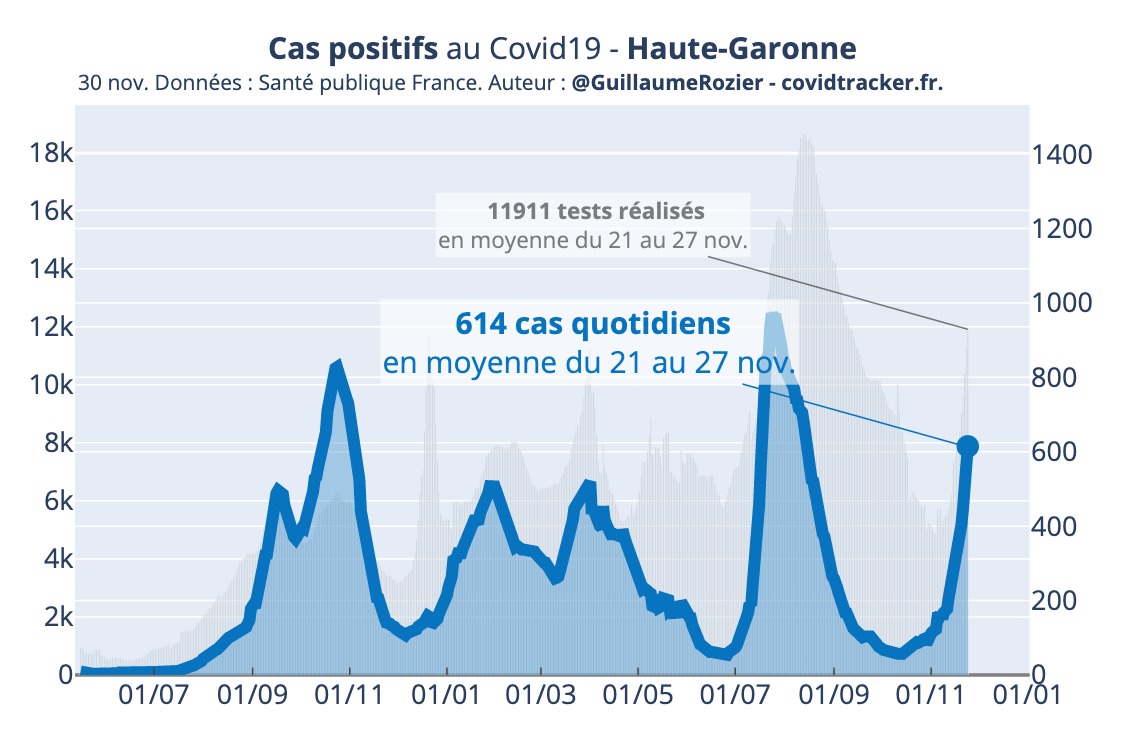 Cas positifs au Covid19 - Haute-Garonne
30 nov. Données : Santé publique France. Auteur : @GuillaumeRozier - covidtracker.fr.
18k
16k
14k
12k
10k
8k
6k
4k
2k
0
1400
1200
1000
800
600
400
200
0
11911 tests réalisés
en moyenne du 21 au 27 nov.
614 cas quotidiens
en moyenne du 21 au 27 nov.
01/07 01/09 01/11 01/01 01/03 01/05 01/07 01/09 01/11 01/01